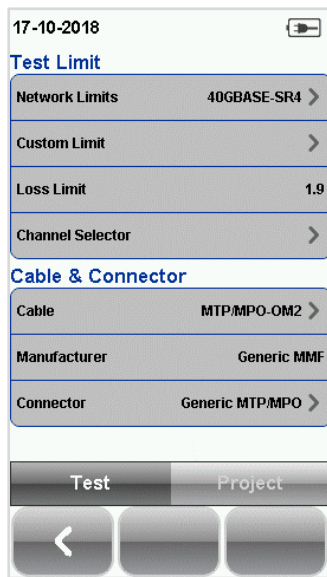 17-10-2018
Test Limit
Network Limits 40GBASE-SR4
Custom Limit
Loss Limit 1.9
Channel Selector
Cable & Connector
Cable MTP/MPO-OM2
Manufacturer Generic MMF
Connector Generic MTP/MPO
Test Project